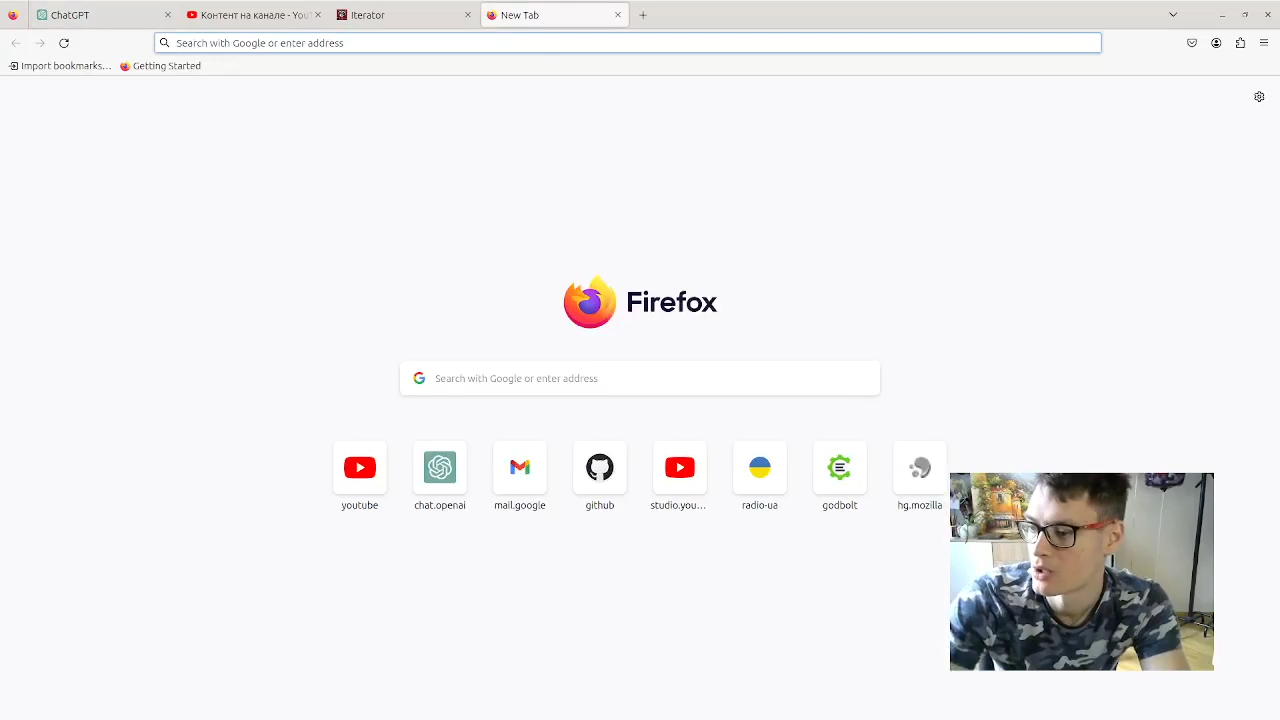 ChatGPT
Контент на канале - YouT
Iterator
New Tab
Search with Google or enter address
Import bookmarks...
Getting Started
Firefox
Search with Google or enter address
youtube
chat.openai
mail.google
github
studio.you...
radio-ua
godbolt
hg.mozilla